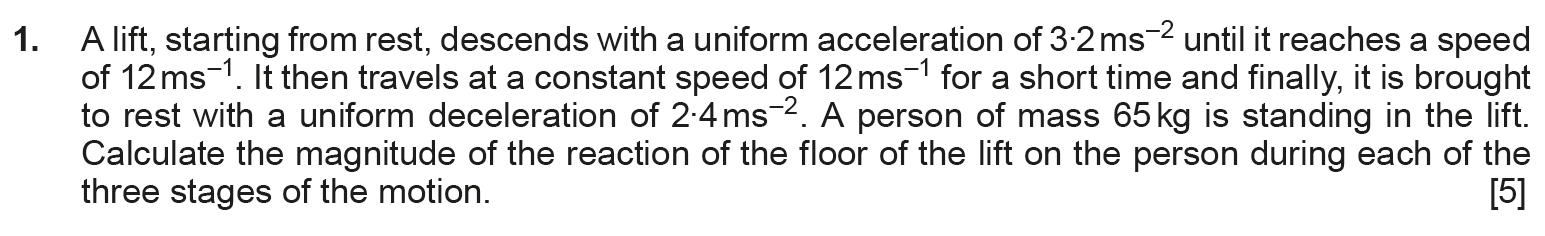 1. A lift, starting from rest, descends with a uniform acceleration of 3·2 ms⁻² until it reaches a speed
of 12 ms⁻¹. It then travels at a constant speed of 12 ms⁻¹ for a short time and finally, it is brought
to rest with a uniform deceleration of 2·4 ms⁻². A person of mass 65 kg is standing in the lift.
Calculate the magnitude of the reaction of the floor of the lift on the person during each of the
three stages of the motion. [5]